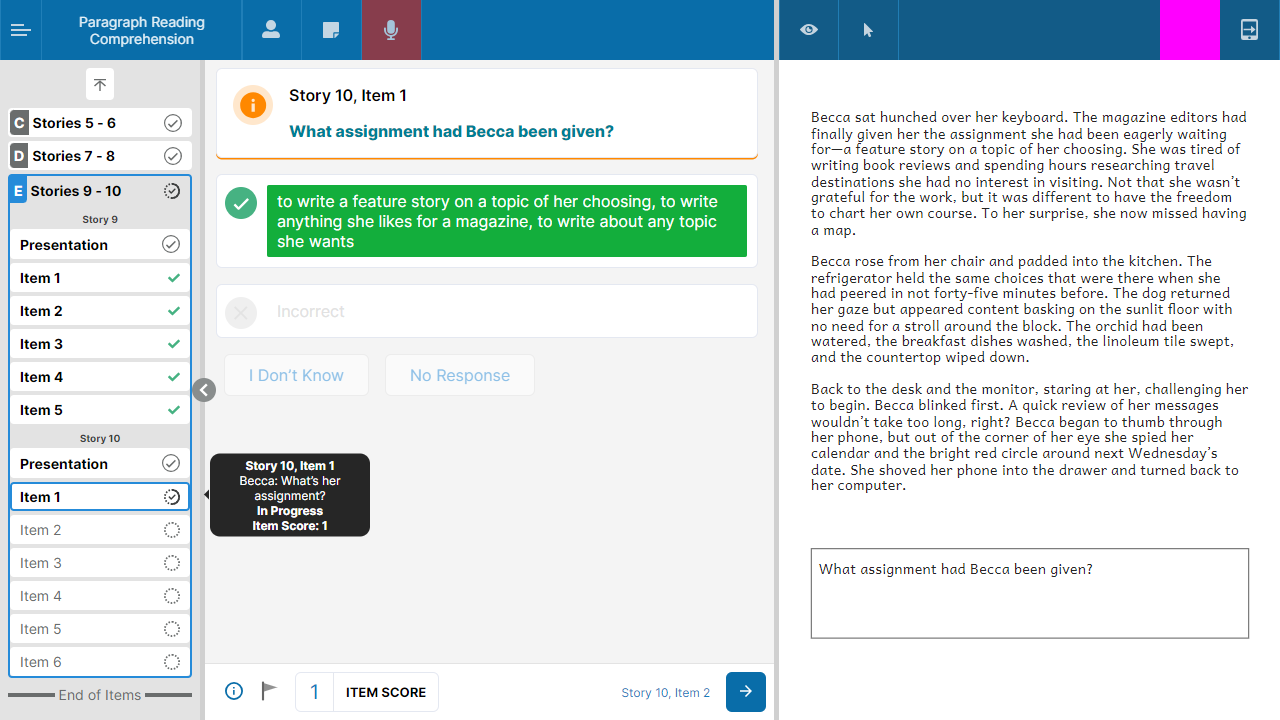 Paragraph Reading
Comprehension
C Stories 5 - 6
D Stories 7 - 8
E Stories 9 - 10
Story 9
Presentation
Item 1
Item 2
Item 3
Item 4
Item 5
Story 10
Presentation
Item 1
Item 2
Item 3
Item 4
Item 5
Item 6
End of Items
Story 10, Item 1
What assignment had Becca been given?
to write a feature story on a topic of her choosing, to write
anything she likes for a magazine, to write about any topic
she wants
Incorrect
I Don't Know
No Response
Story 10, Item 1
Becca: What's her
assignment?
In Progress
Item Score: 1
1 ITEM SCORE
Story 10, Item 2
Becca sat hunched over her keyboard. The magazine editors had
finally given her the assignment she had been eagerly waiting
for—a feature story on a topic of her choosing. She was tired of
writing book reviews and spending hours researching travel
destinations she had no interest in visiting. Not that she wasn't
grateful for the work, but it was different to have the freedom
to chart her own course. To her surprise, she now missed having
a map.
Becca rose from her chair and padded into the kitchen. The
refrigerator held the same choices that were there when she
had peered in not forty-five minutes before. The dog returned
her gaze but appeared content basking on the sunlit floor with
no need for a stroll around the block. The orchid had been
watered, the breakfast dishes washed, the linoleum tile swept,
and the countertop wiped down.
Back to the desk and the monitor, staring at her, challenging her
to begin. Becca blinked first. A quick review of her messages
wouldn't take too long, right? Becca began to thumb through
her phone, but out of the corner of her eye she spied her
calendar and the bright red circle around next Wednesday's
date. She shoved her phone into the drawer and turned back to
her computer.
What assignment had Becca been given?